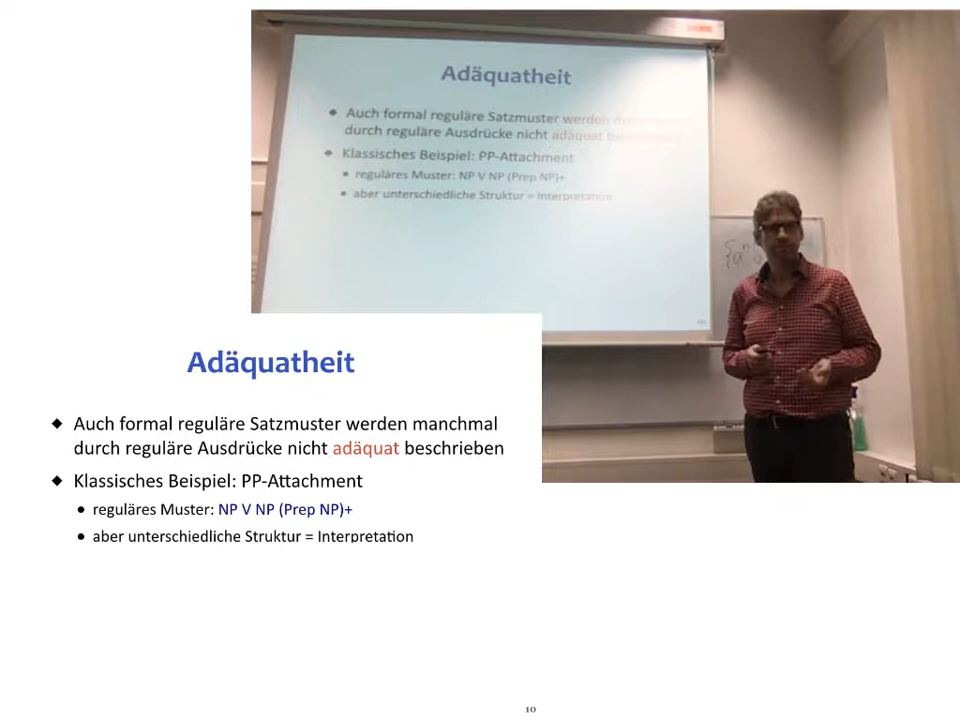 Adäquatheit
Auch formal reguläre Satzmuster werden
durch reguläre Ausdrücke nicht adäquat
Klassisches Beispiel: PP-Attachment
reguläres Muster: NP V NP (Prep NP)+
aber unterschiedliche Struktur = Interpretation
Adäquatheit
◆ Auch formal reguläre Satzmuster werden manchmal
durch reguläre Ausdrücke nicht adäquat beschrieben
◆ Klassisches Beispiel: PP-Attachment
• reguläres Muster: NP V NP (Prep NP)+
• aber unterschiedliche Struktur = Interpretation
10